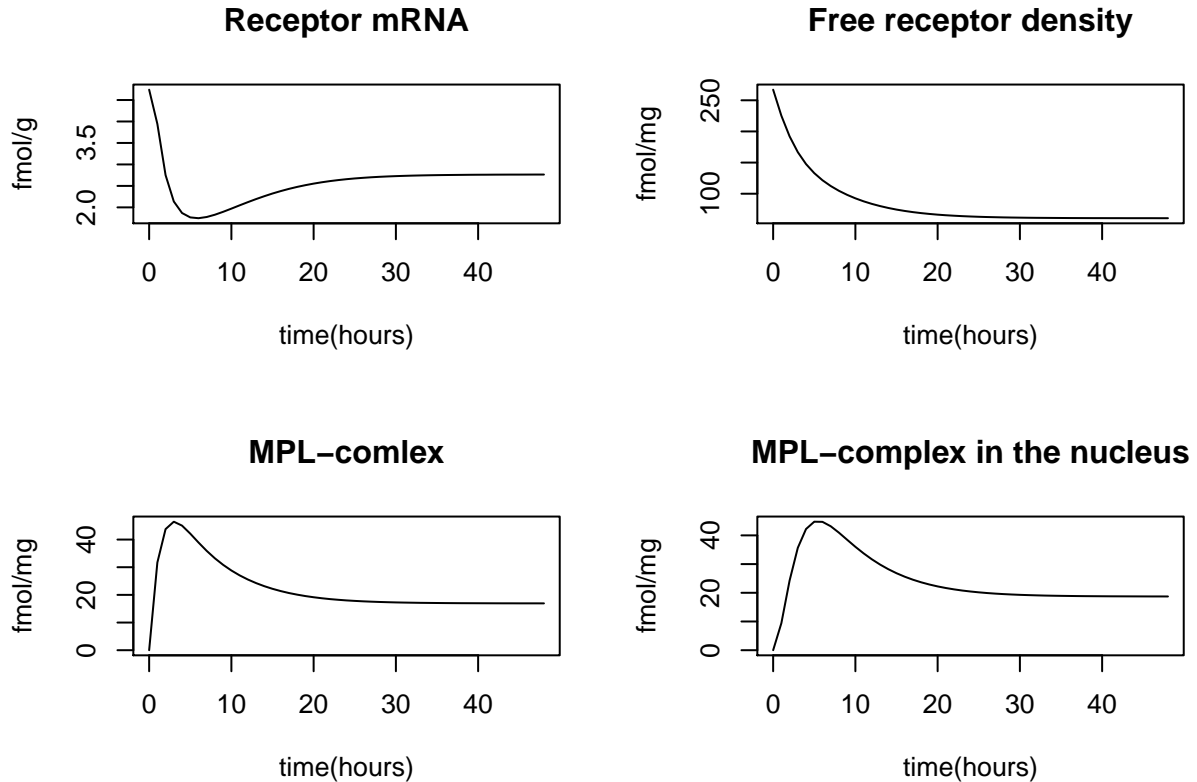 Receptor mRNA
fmol/g
2.0 3.5
0 10 20 30 40
time(hours)
Free receptor density
fmol/mg
100 250
0 10 20 30 40
time(hours)
MPL−comlex
fmol/mg
0 20 40
0 10 20 30 40
time(hours)
MPL−complex in the nucleus
fmol/mg
0 20 40
0 10 20 30 40
time(hours)